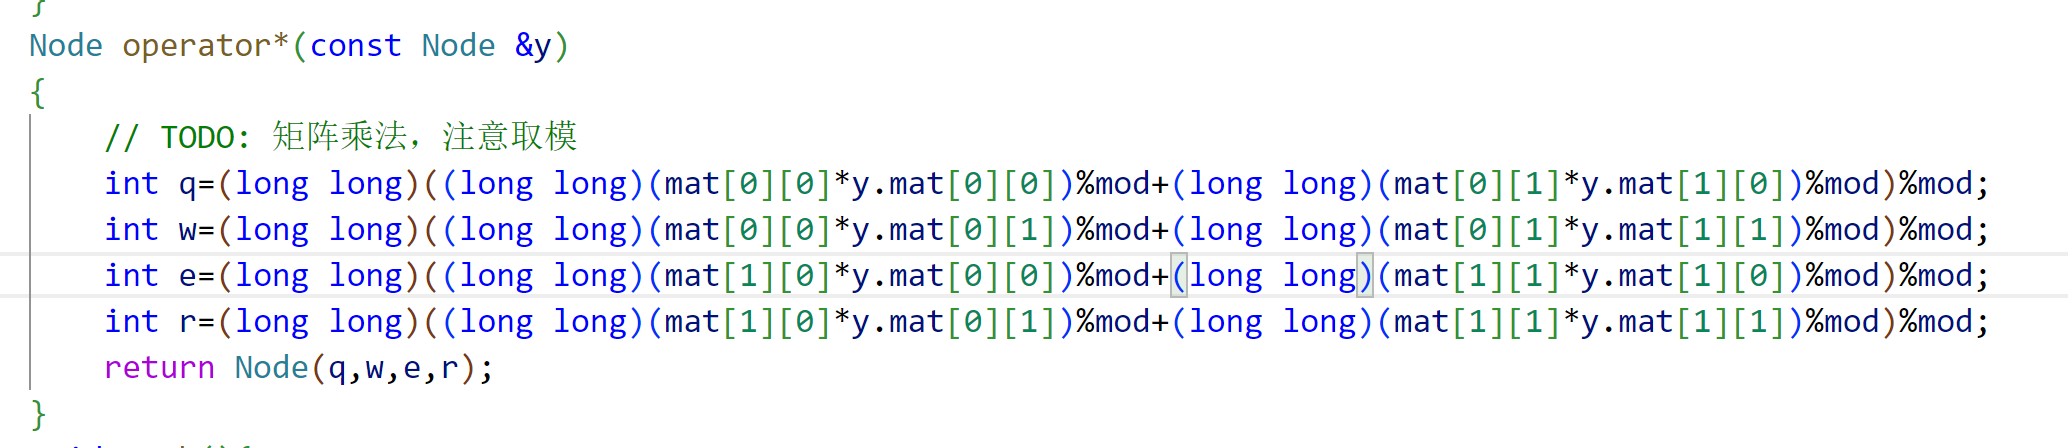 }
Node operator*(const Node &y)
{
// TODO: 矩阵乘法，注意取模
int q=(long long)((long long)(mat[0][0]*y.mat[0][0])%mod+(long long)(mat[0][1]*y.mat[1][0])%mod)%mod;
int w=(long long)((long long)(mat[0][0]*y.mat[0][1])%mod+(long long)(mat[0][1]*y.mat[1][1])%mod)%mod;
int e=(long long)((long long)(mat[1][0]*y.mat[0][0])%mod+(long long)(mat[1][1]*y.mat[1][0])%mod)%mod;
int r=(long long)((long long)(mat[1][0]*y.mat[0][1])%mod+(long long)(mat[1][1]*y.mat[1][1])%mod)%mod;
return Node(q,w,e,r);
}